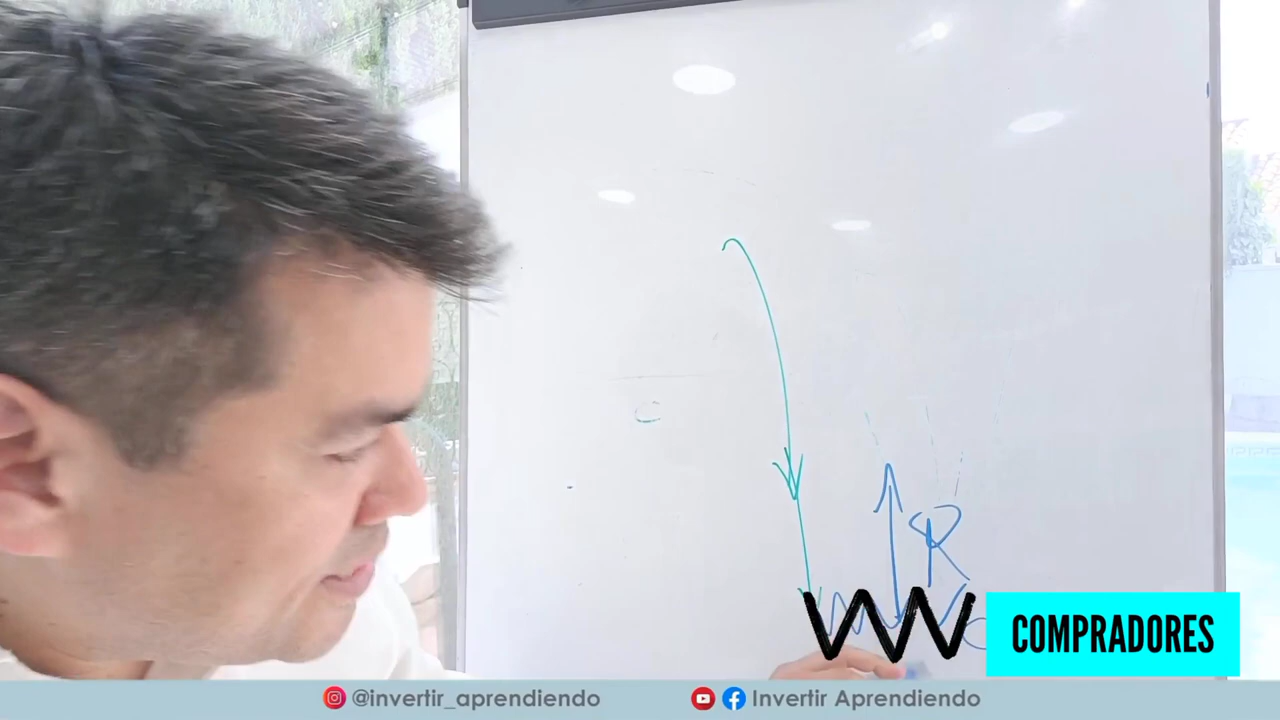 C
R
C
COMPRADORES
@invertir_aprendiendo
Invertir Aprendiendo